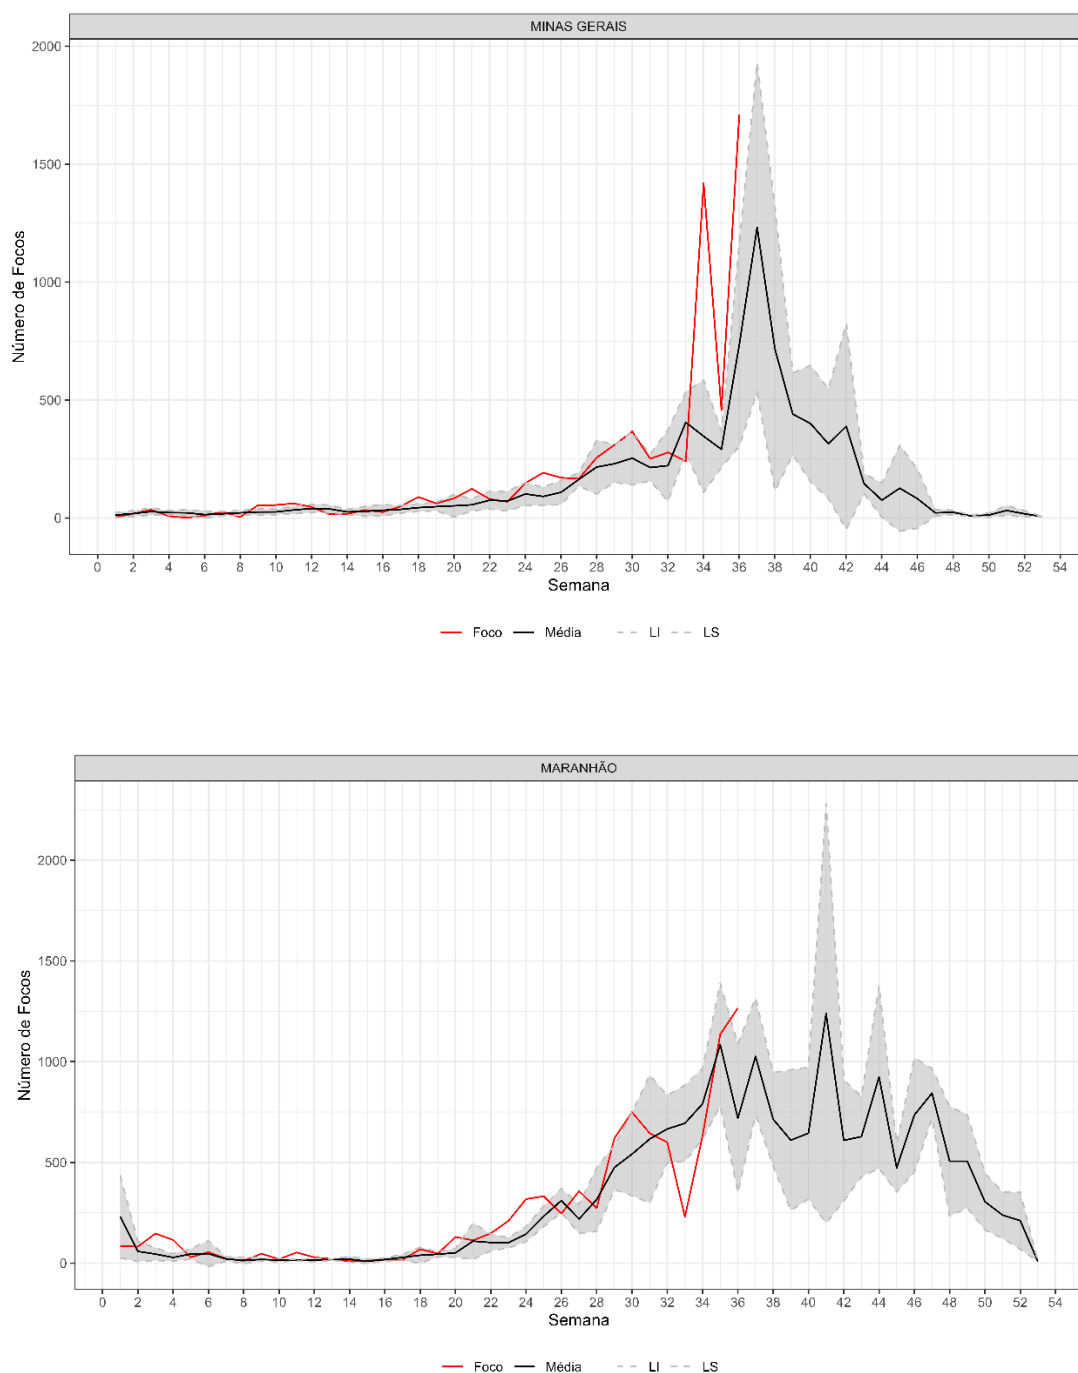 MINAS GERAIS
2000
1500
1000
500
0
Número de Focos
0 2 4 6 8 10 12 14 16 18 20 22 24 26 28 30 32 34 36 38 40 42 44 46 48 50 52 54
Semana
Foco Média LI LS
MARANHÃO
2000
1500
1000
500
0
Número de Focos
0 2 4 6 8 10 12 14 16 18 20 22 24 26 28 30 32 34 36 38 40 42 44 46 48 50 52 54
Semana
Foco Média LI LS